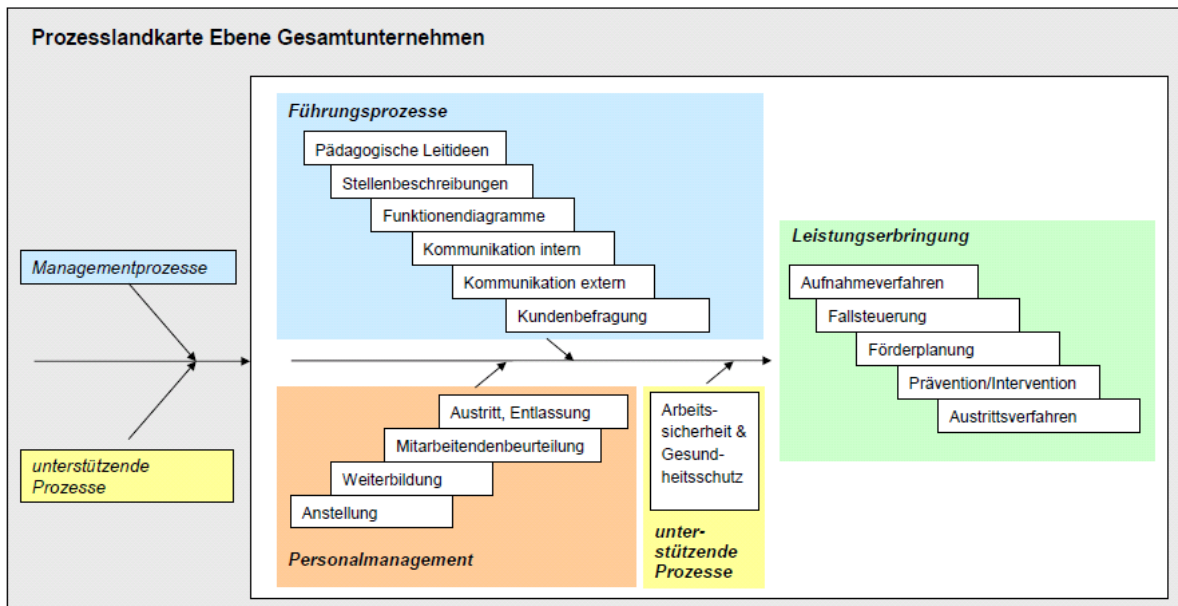 Prozesslandkarte Ebene Gesamtunternehmen
Managementprozesse
unterstützende
Prozesse
Führungsprozesse
Pädagogische Leitideen
Stellenbeschreibungen
Funktionendiagramme
Kommunikation intern
Kommunikation extern
Kundenbefragung
Austritt, Entlassung
Mitarbeitendenbeurteilung
Weiterbildung
Anstellung
Personalmanagement
Arbeits-
sicherheit &
Gesund-
heitsschutz
unter-
stützende
Prozesse
Leistungserbringung
Aufnahmeverfahren
Fallsteuerung
Förderplanung
Prävention/Intervention
Austrittsverfahren